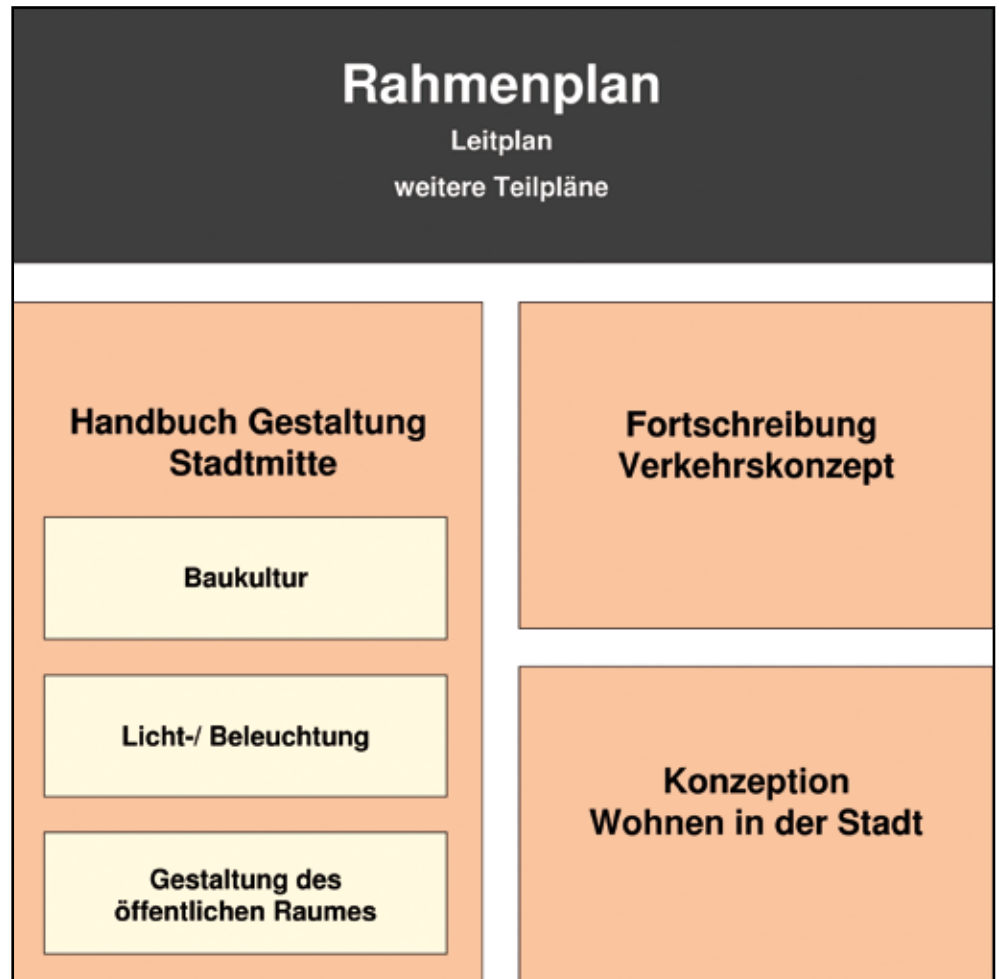 Rahmenplan
Leitplan
weitere Teilpläne
Handbuch Gestaltung
Stadtmitte
Baukultur
Licht-/ Beleuchtung
Gestaltung des
öffentlichen Raumes
Fortschreibung
Verkehrskonzept
Konzeption
Wohnen in der Stadt